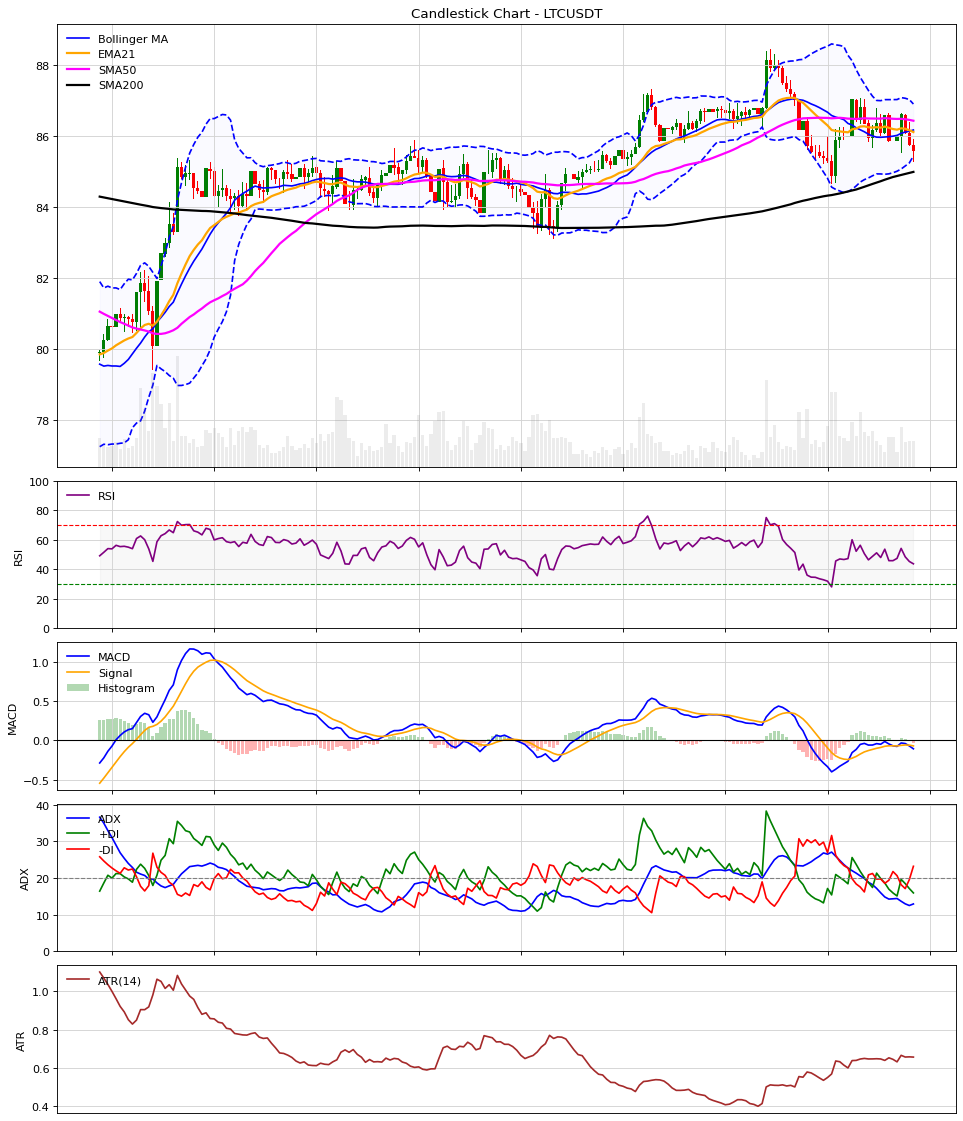 Candlestick Chart - LTCUSDT
Bollinger MA
EMA21
SMA50
SMA200
88
86
84
82
80
78
RSI
RSI
100
80
60
40
20
0
MACD
Signal
Histogram
MACD
1.0
0.5
0.0
−0.5
ADX
+DI
-DI
ADX
40
30
20
10
0
ATR(14)
ATR
1.0
0.8
0.6
0.4